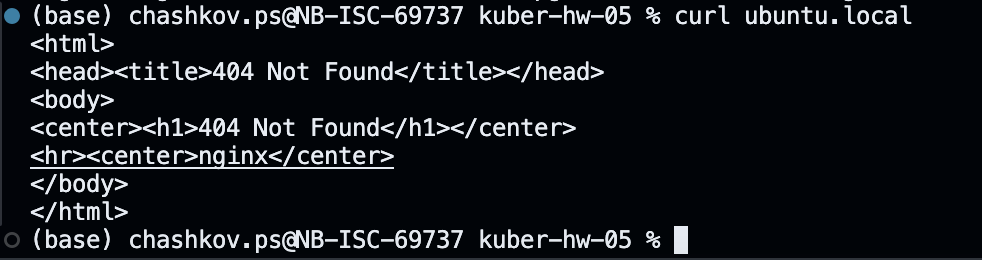 (base) chashkov.ps@NB-ISC-69737 kuber-hw-05 % curl ubuntu.local
<html>
<head><title>404 Not Found</title></head>
<body>
<center><h1>404 Not Found</h1></center>
<hr><center>nginx</center>
</body>
</html>
(base) chashkov.ps@NB-ISC-69737 kuber-hw-05 %